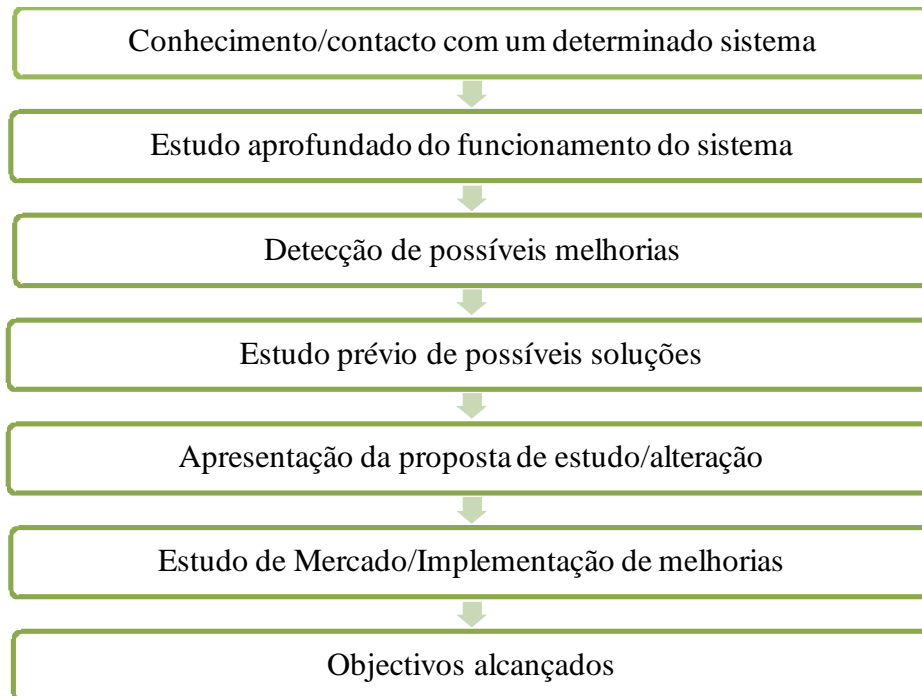 Conhecimento/contacto com um determinado sistema
Estudo aprofundado do funcionamento do sistema
Detecção de possíveis melhorias
Estudo prévio de possíveis soluções
Apresentação da proposta de estudo/alteração
Estudo de Mercado/Implementação de melhorias
Objectivos alcançados